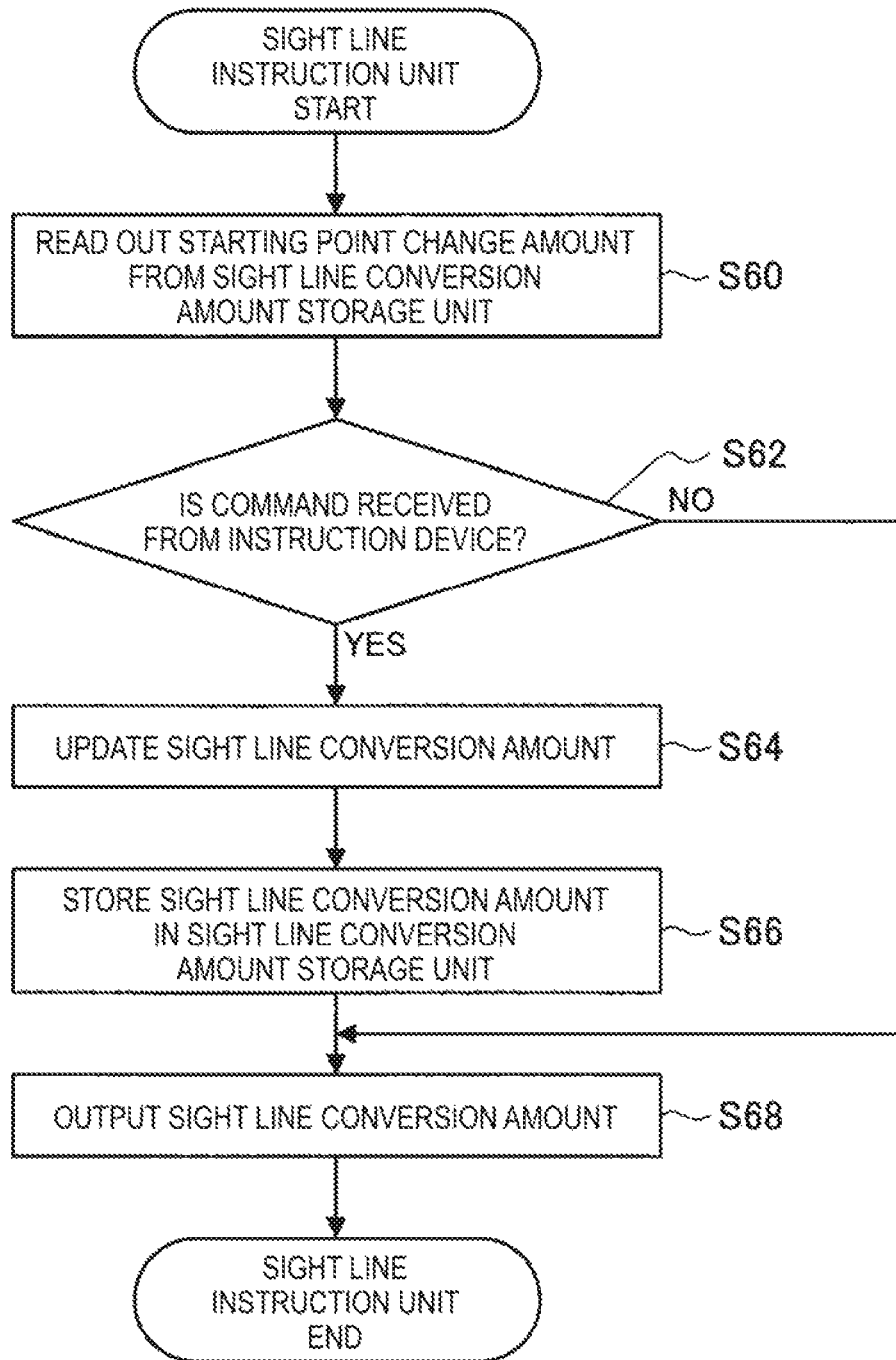 SIGHT LINE
INSTRUCTION UNIT
START
READ OUT STARTING POINT CHANGE AMOUNT
FROM SIGHT LINE CONVERSION
AMOUNT STORAGE UNIT
S60
S62
IS COMMAND RECEIVED
FROM INSTRUCTION DEVICE?
NO
YES
UPDATE SIGHT LINE CONVERSION AMOUNT
S64
STORE SIGHT LINE CONVERSION AMOUNT
IN SIGHT LINE CONVERSION
AMOUNT STORAGE UNIT
S66
OUTPUT SIGHT LINE CONVERSION AMOUNT
S68
SIGHT LINE
INSTRUCTION UNIT
END